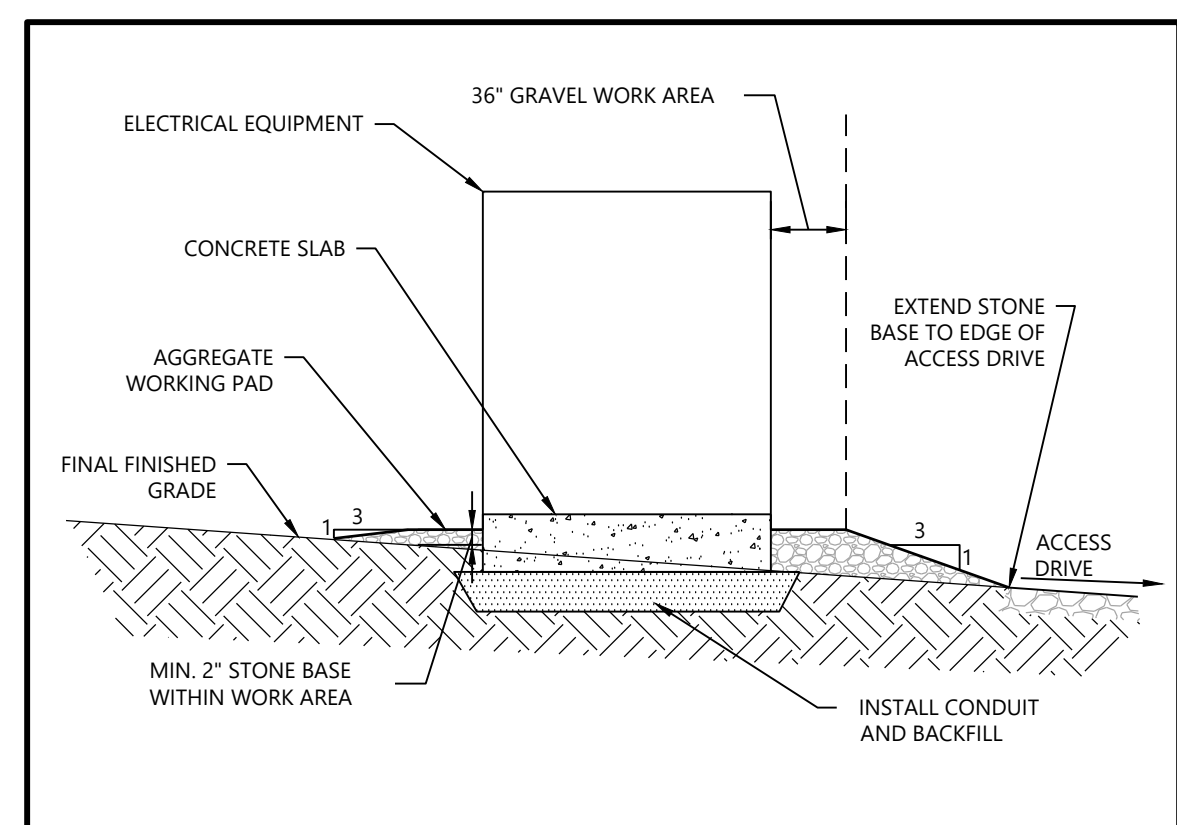 36" GRAVEL WORK AREA
ELECTRICAL EQUIPMENT
CONCRETE SLAB
EXTEND STONE
BASE TO EDGE OF
ACCESS DRIVE
AGGREGATE
WORKING PAD
FINAL FINISHED
GRADE
1
3
3
1
ACCESS
DRIVE
MIN. 2" STONE BASE
WITHIN WORK AREA
INSTALL CONDUIT
AND BACKFILL